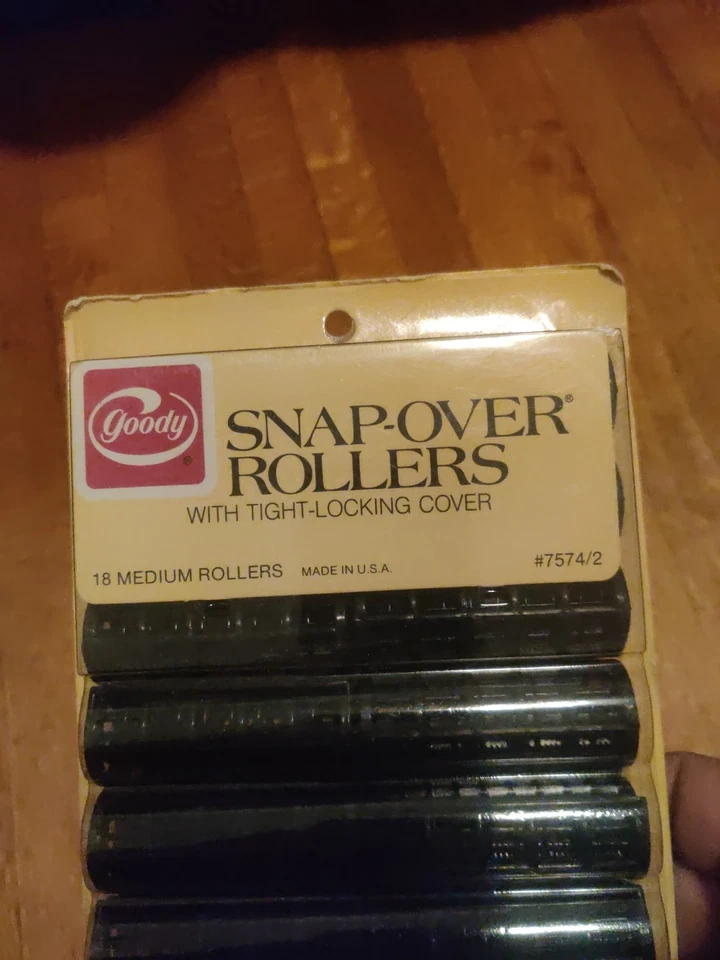 goody®
SNAP-OVER®
ROLLERS
WITH TIGHT-LOCKING COVER
18 MEDIUM ROLLERS MADE IN U.S.A. #7574/2